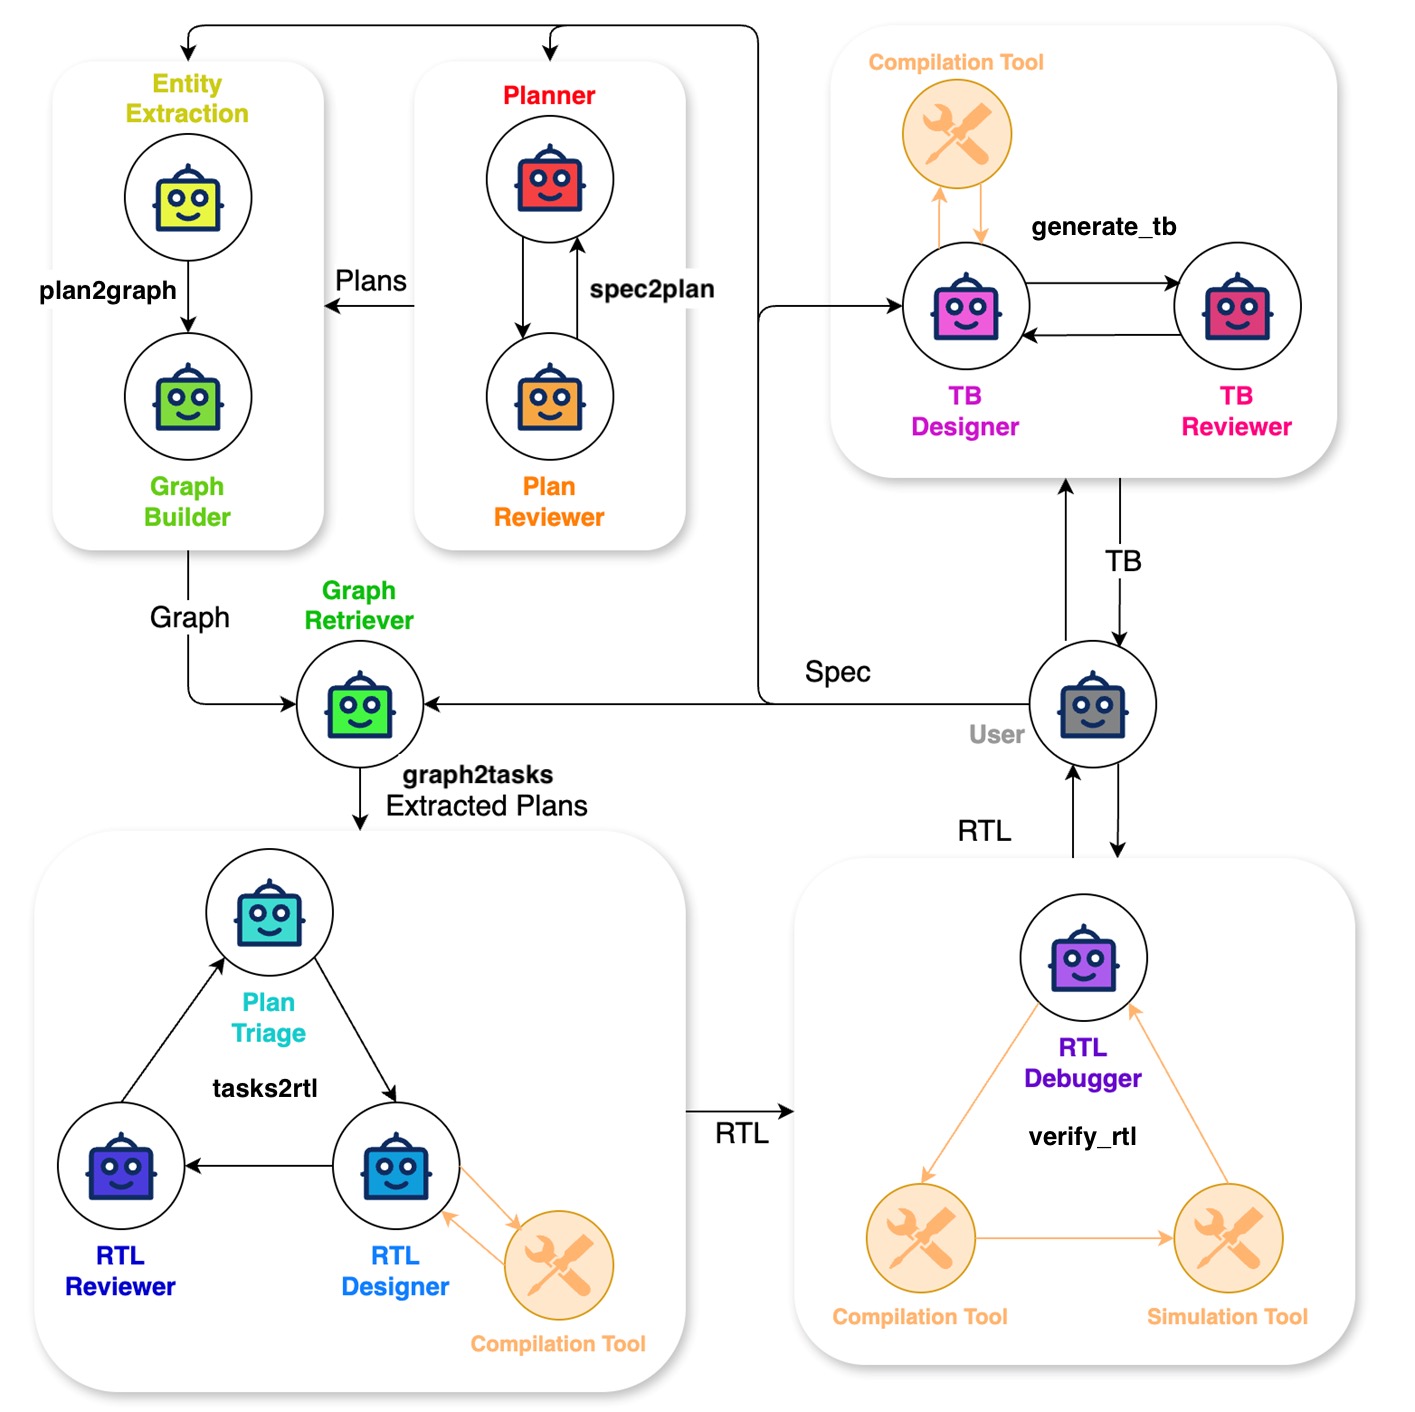 Entity
Extraction
plan2graph
Graph
Builder
Plans
Planner
spec2plan
Plan
Reviewer
Compilation Tool
generate_tb
TB
Designer
TB
Reviewer
TB
Graph
Graph
Retriever
Spec
User
graph2tasks
Extracted Plans
RTL
Plan
Triage
tasks2rtl
RTL
Reviewer
RTL
Designer
Compilation Tool
RTL
RTL
Debugger
verify_rtl
Compilation Tool
Simulation Tool